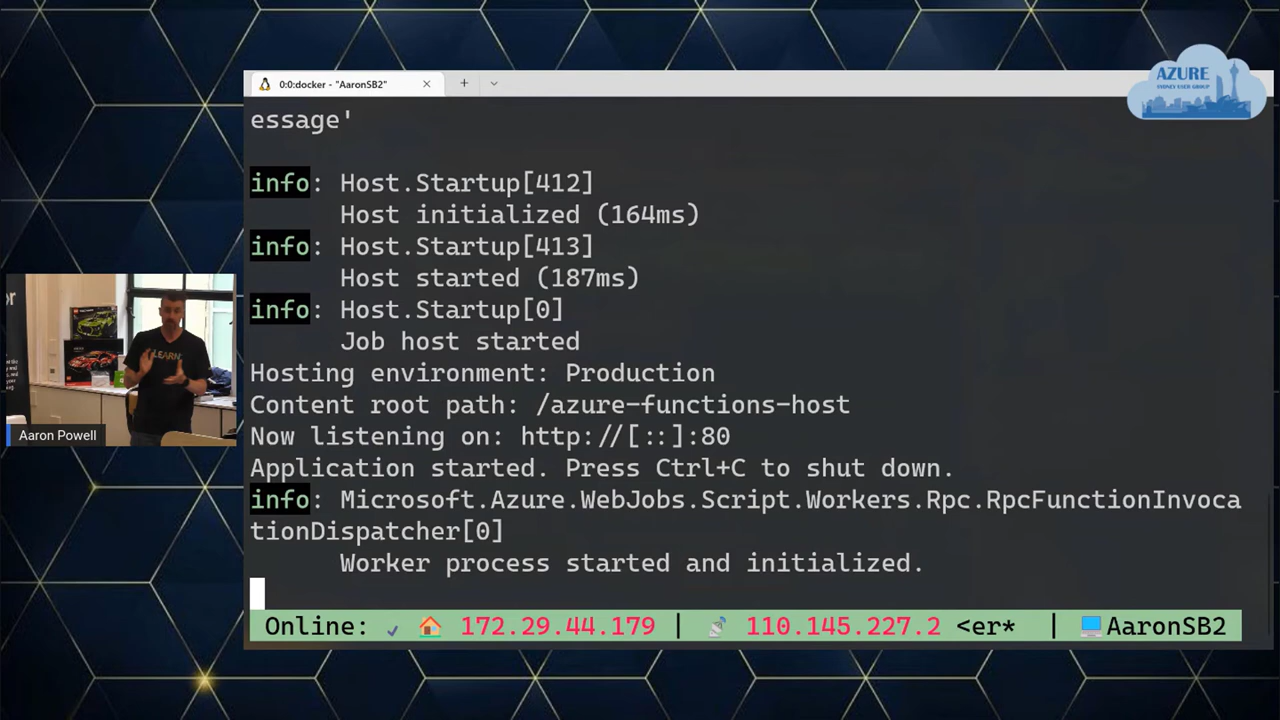 0:0:docker - "AaronSB2"
AZURE
SYDNEY USER GROUP
essage'
info: Host.Startup[412]
Host initialized (164ms)
info: Host.Startup[413]
Host started (187ms)
info: Host.Startup[0]
Job host started
Hosting environment: Production
Content root path: /azure-functions-host
Now listening on: http://[::]:80
Application started. Press Ctrl+C to shut down.
info: Microsoft.Azure.WebJobs.Script.Workers.Rpc.RpcFunctionInvoca
tionDispatcher[0]
Worker process started and initialized.
Online: ✓ 🏠 172.29.44.179 | 📡 110.145.227.2 <er* | 💻AaronSB2
LEARN
Aaron Powell